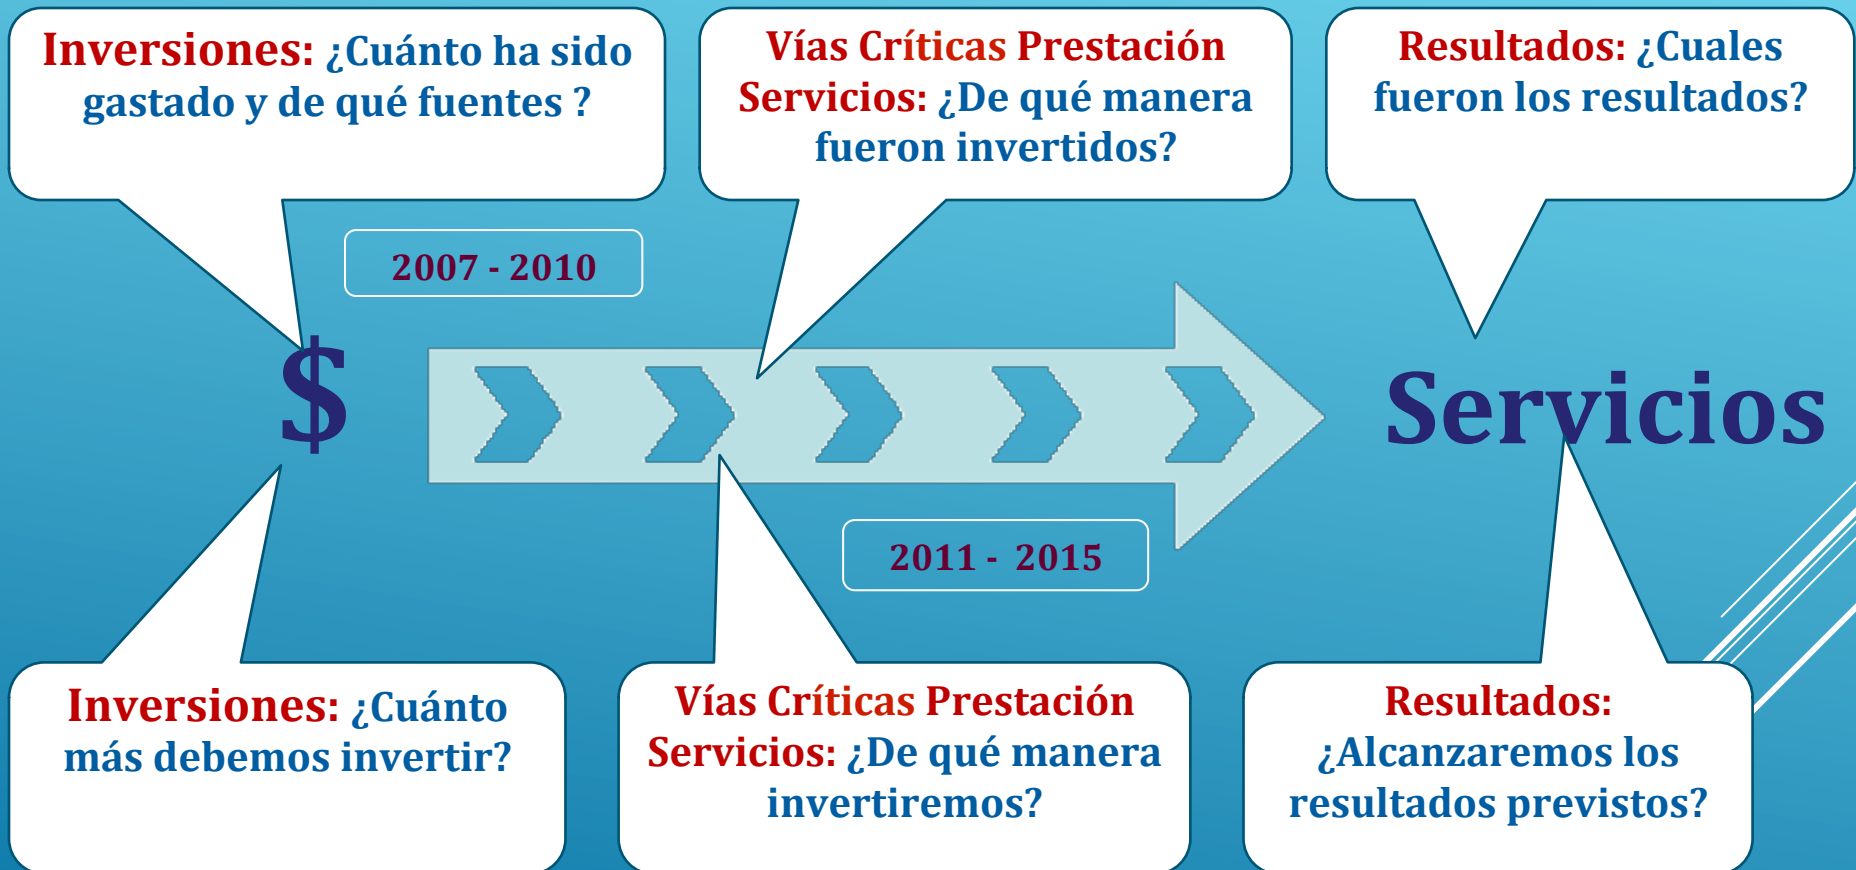 Inversiones: ¿Cuánto ha sido
gastado y de qué fuentes ?
Vías Críticas Prestación
Servicios: ¿De qué manera
fueron invertidos?
Resultados: ¿Cuales
fueron los resultados?
2007 - 2010
$
Servicios
2011 - 2015
Inversiones: ¿Cuánto
más debemos invertir?
Vías Críticas Prestación
Servicios: ¿De qué manera
invertiremos?
Resultados:
¿Alcanzaremos los
resultados previstos?